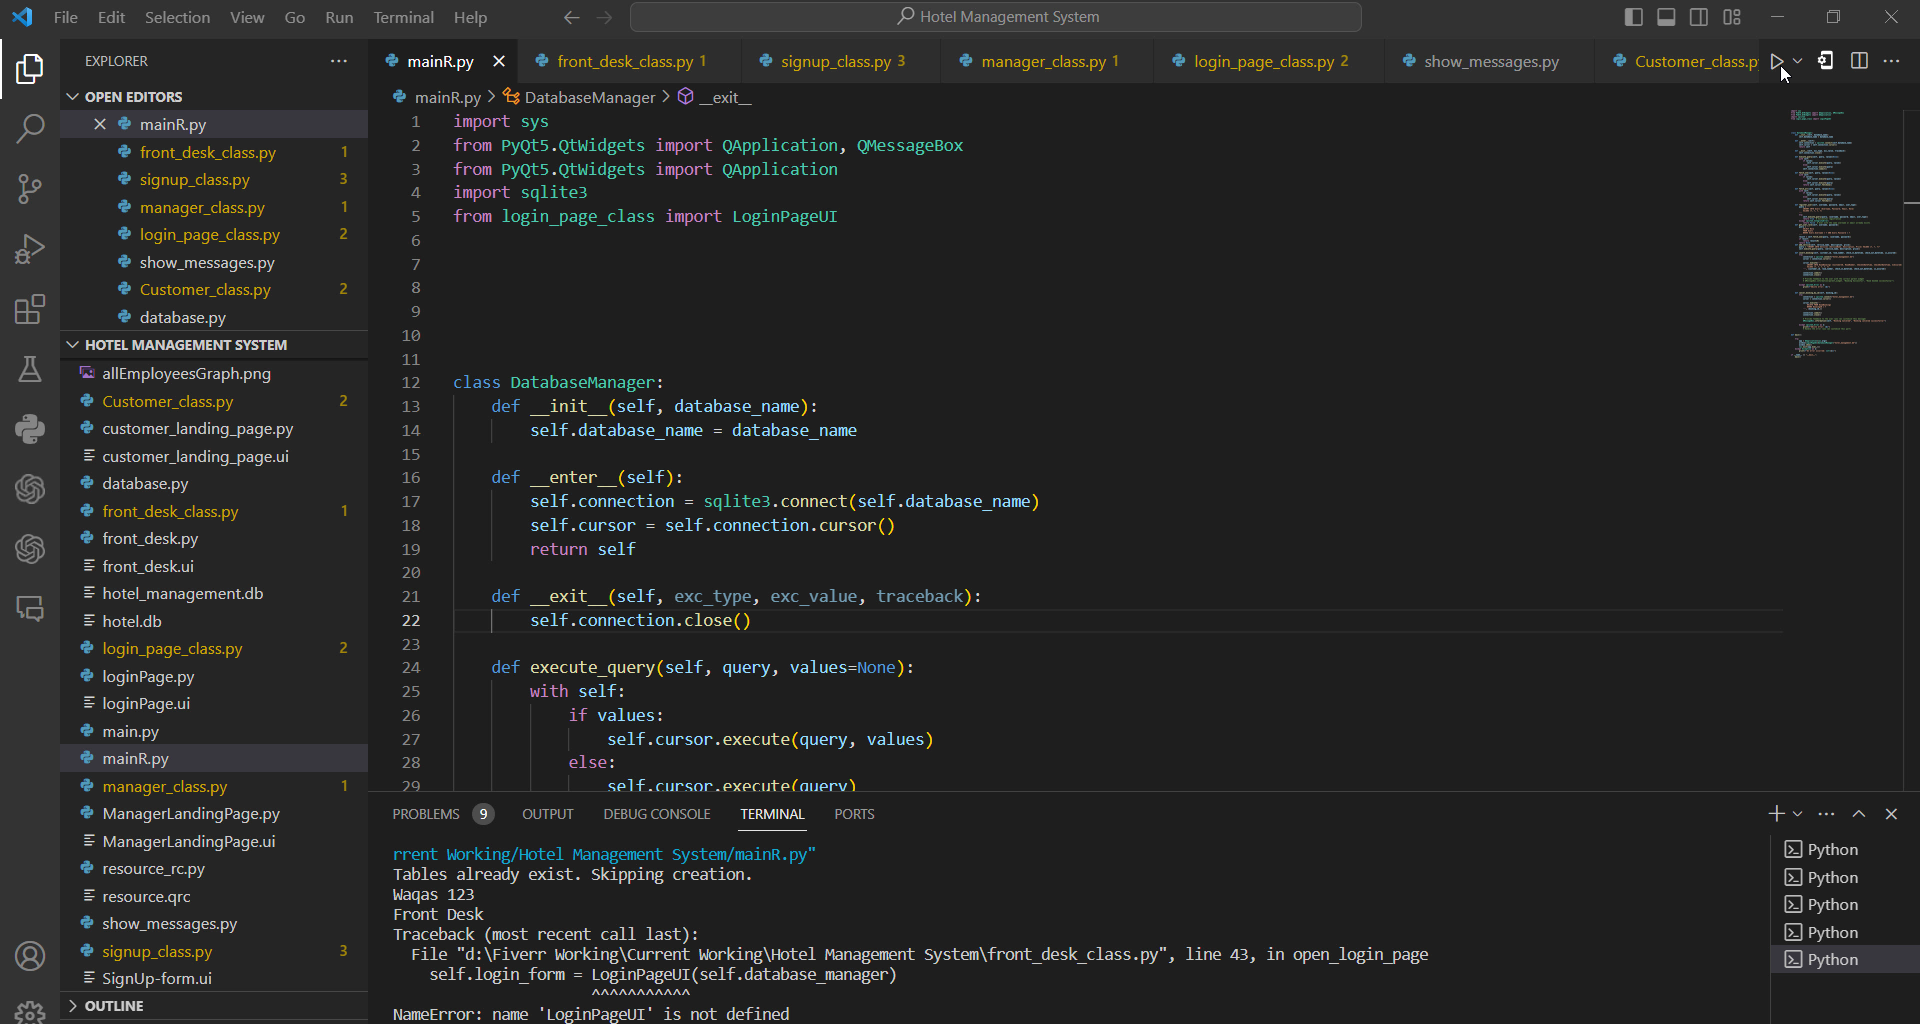 File Edit Selection View Go Run Terminal Help
Hotel Management System
EXPLORER
OPEN EDITORS
mainR.py
front_desk_class.py 1
signup_class.py 3
manager_class.py 1
login_page_class.py 2
show_messages.py
Customer_class.py 2
database.py
HOTEL MANAGEMENT SYSTEM
allEmployeesGraph.png
Customer_class.py 2
customer_landing_page.py
customer_landing_page.ui
database.py
front_desk_class.py 1
front_desk.py
front_desk.ui
hotel_management.db
hotel.db
login_page_class.py 2
loginPage.py
loginPage.ui
main.py
mainR.py
manager_class.py 1
ManagerLandingPage.py
ManagerLandingPage.ui
resource_rc.py
resource.qrc
show_messages.py
signup_class.py 3
SignUp-form.ui
OUTLINE
mainR.py front_desk_class.py 1 signup_class.py 3 manager_class.py 1 login_page_class.py 2 show_messages.py Customer_class.py
mainR.py > DatabaseManager > __exit__
1 import sys
2 from PyQt5.QtWidgets import QApplication, QMessageBox
3 from PyQt5.QtWidgets import QApplication
4 import sqlite3
5 from login_page_class import LoginPageUI
6
7
8
9
10
11
12 class DatabaseManager:
13 def __init__(self, database_name):
14 self.database_name = database_name
15
16 def __enter__(self):
17 self.connection = sqlite3.connect(self.database_name)
18 self.cursor = self.connection.cursor()
19 return self
20
21 def __exit__(self, exc_type, exc_value, traceback):
22 self.connection.close()
23
24 def execute_query(self, query, values=None):
25 with self:
26 if values:
27 self.cursor.execute(query, values)
28 else:
29 self.cursor.execute(query)
PROBLEMS 9 OUTPUT DEBUG CONSOLE TERMINAL PORTS
rrent Working/Hotel Management System/mainR.py"
Tables already exist. Skipping creation.
Waqas 123
Front Desk
Traceback (most recent call last):
File "d:\Fiverr Working\Current Working\Hotel Management System\front_desk_class.py", line 43, in open_login_page
self.login_form = LoginPageUI(self.database_manager)
^^^^^^^^^^^
NameError: name 'LoginPageUI' is not defined
Python
Python
Python
Python
Python